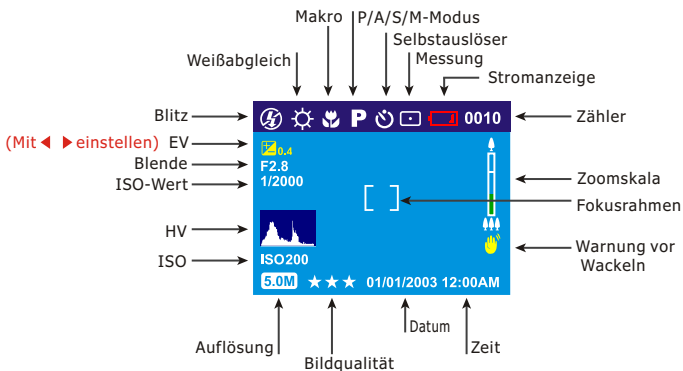 Makro
P/A/S/M-Modus
Selbstauslöser
Weißabgleich
Messung
Stromanzeige
Blitz
P
0010
Zähler
(Mit ◀ ▶ einstellen) EV
0.4
Blende
F2.8
ISO-Wert
1/2000
Zoomskala
Fokusrahmen
HV
ISO
ISO200
Warnung vor
Wackeln
5.0M ★★★ 01/01/2003 12:00AM
Auflösung
Bildqualität
Datum
Zeit